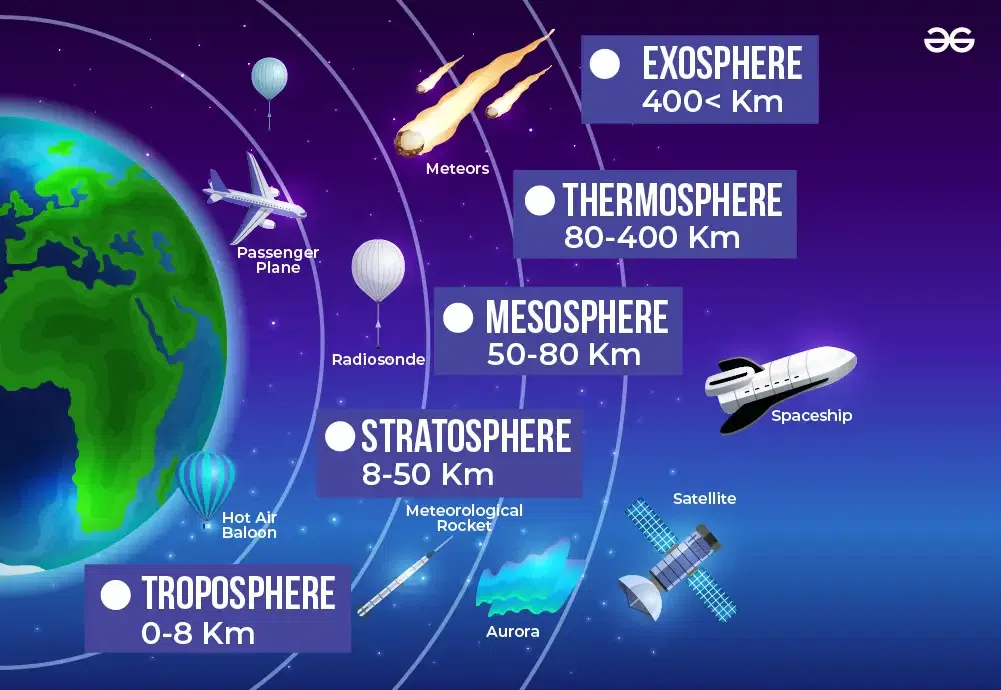 EXOSPHERE
400< Km
Meteors
THERMOSPHERE
80-400 Km
Passenger
Plane
MESOSPHERE
50-80 Km
Radiosonde
Spaceship
STRATOSPHERE
8-50 Km
Satellite
Meteorological
Rocket
Hot Air
Baloon
Aurora
TROPOSPHERE
0-8 Km